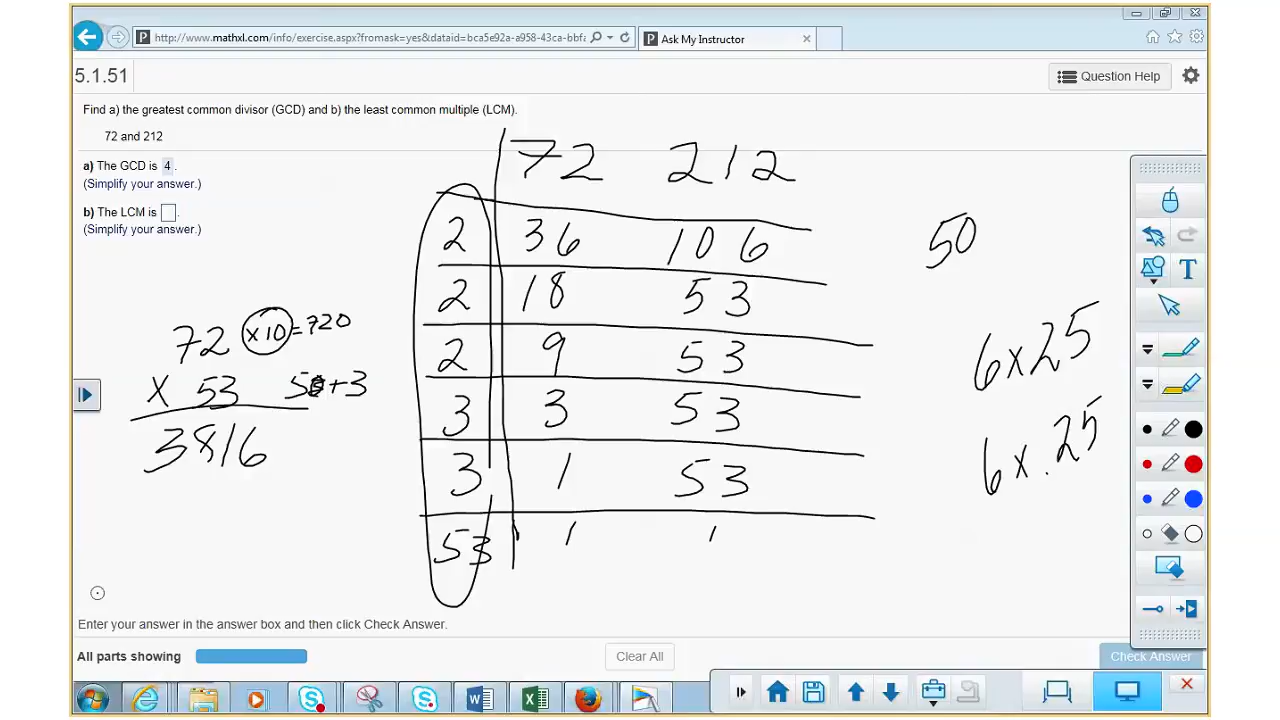 http://www.mathxl.com/info/exercise.aspx?fromask=yes&dataid=bca5e92a-a958-43ca-bbfa
Ask My Instructor
5.1.51
Question Help
Find a) the greatest common divisor (GCD) and b) the least common multiple (LCM).
72 and 212
a) The GCD is 4.
(Simplify your answer.)
b) The LCM is .
(Simplify your answer.)
72 212
2 36 106
2 18 53
2 9 53
3 3 53
3 1 53
53 1 1
72 x10 = 720
x 53 50+3
3816
50
6x25
6x.25
Enter your answer in the answer box and then click Check Answer.
All parts showing
Clear All
Check Answer